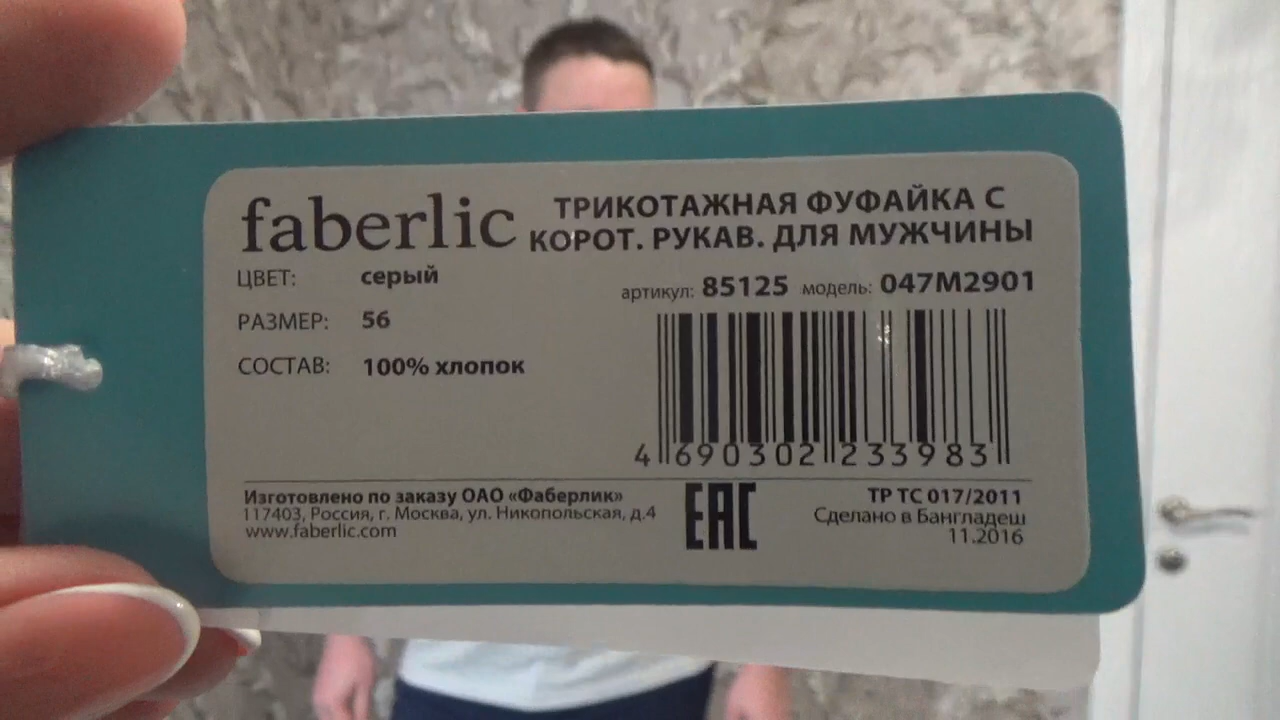 faberlic
ТРИКОТАЖНАЯ ФУФАЙКА С
КОРОТ. РУКАВ. ДЛЯ МУЖЧИНЫ
ЦВЕТ: серый
артикул: 85125 модель: 047M2901
РАЗМЕР: 56
СОСТАВ: 100% хлопок
4 690302 233983
Изготовлено по заказу ОАО «Фаберлик»
117403, Россия, г. Москва, ул. Никопольская, д.4
www.faberlic.com
EAC
ТР ТС 017/2011
Сделано в Бангладеш
11.2016